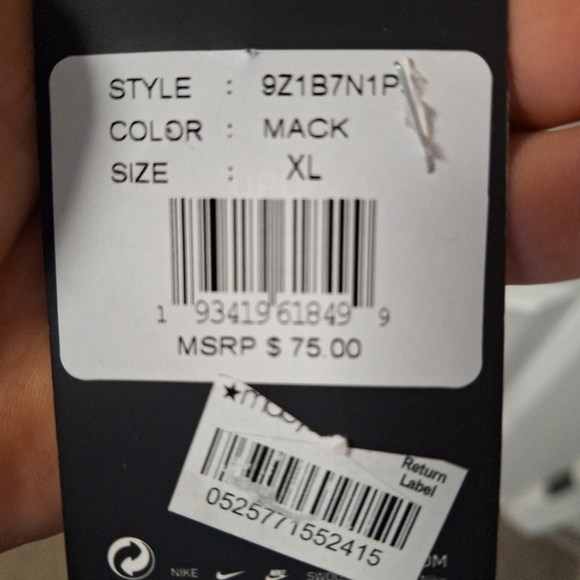 STYLE : 9Z1B7N1P
COLOR : MACK
SIZE : XL
1 93419 61849 9
MSRP $ 75.00
Return
Label
0525771552415
NIKE